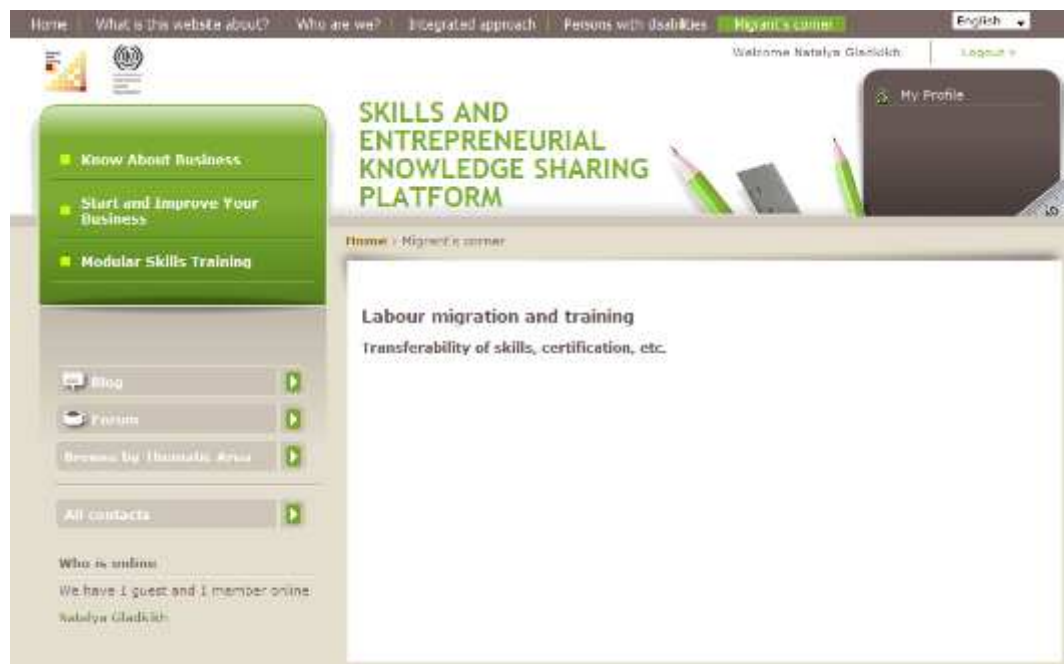 Home What is this website about? Who are we? Integrated approach Persons with disabilities Migrant's corner English
Welcome Natalya Gladkikh Logout
My Profile
SKILLS AND
ENTREPRENEURIAL
KNOWLEDGE SHARING
PLATFORM
Know About Business
Start and Improve Your
Business
Modular Skills Training
Home › Migrant's corner
Labour migration and training
Transferability of skills, certification, etc.
Blog
Forum
Browse by Thematic Area
All contacts
Who is online
We have 1 guest and 1 member online
Natalya Gladkikh